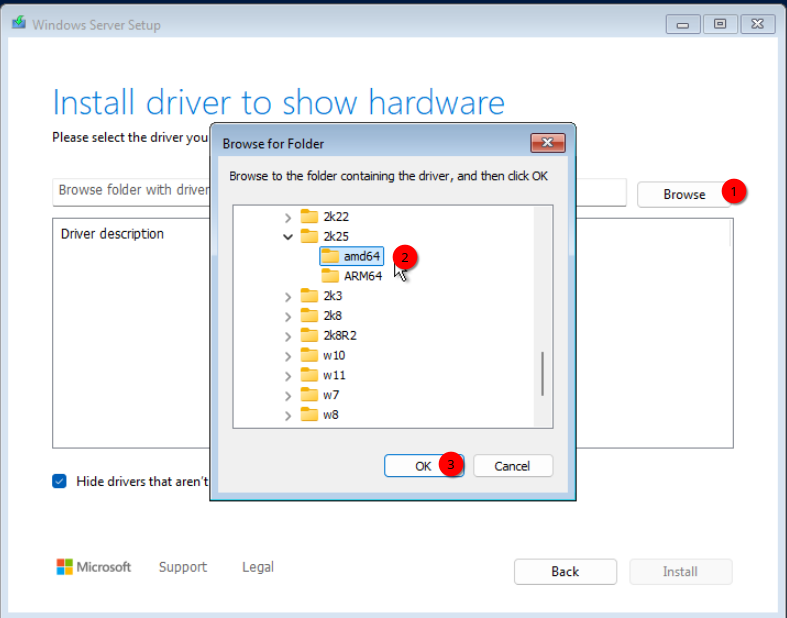 Windows Server Setup
Install driver to show hardware
Please select the driver you
Browse for Folder
Browse to the folder containing the driver, and then click OK
Browse folder with driver
Browse
1
Driver description
2k22
2k25
amd64
2
ARM64
2k3
2k8
2k8R2
w10
w11
w7
w8
OK
3
Cancel
Hide drivers that aren't
Microsoft
Support
Legal
Back
Install